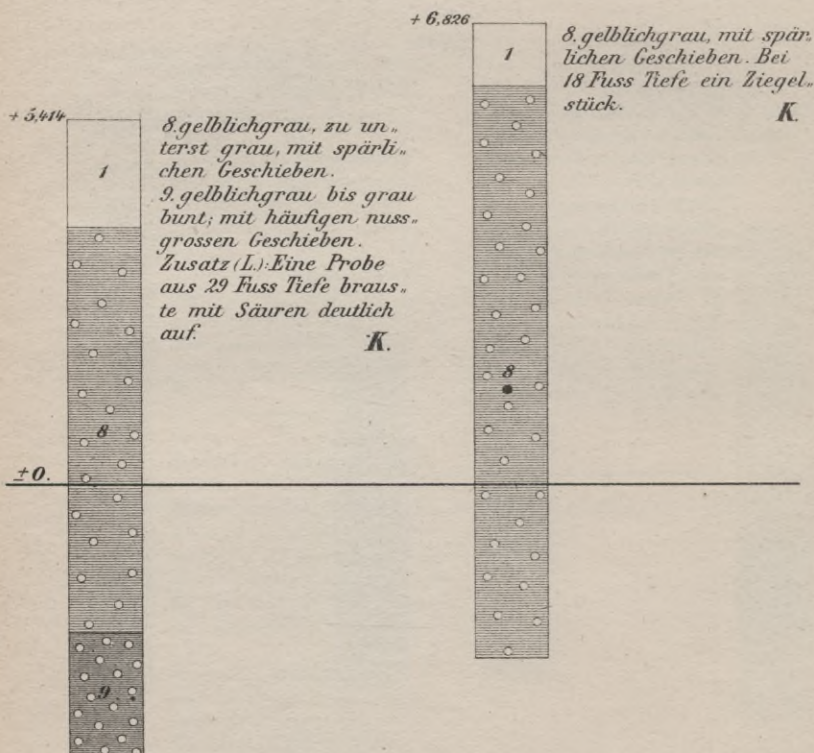 + 5,414
1
8. gelblichgrau, zu un„
terst grau, mit spärli„
chen Geschieben.
9. gelblichgrau bis grau
bunt; mit häufigen nuss„
grossen Geschieben.
Zusatz (L.): Eine Probe
aus 29 Fuss Tiefe braus„
te mit Säuren deutlich
auf.
K.
8
±0.
9
+ 6,826
1
8. gelblichgrau, mit spär„
lichen Geschieben. Bei
18 Fuss Tiefe ein Ziegel„
stück.
K.
8